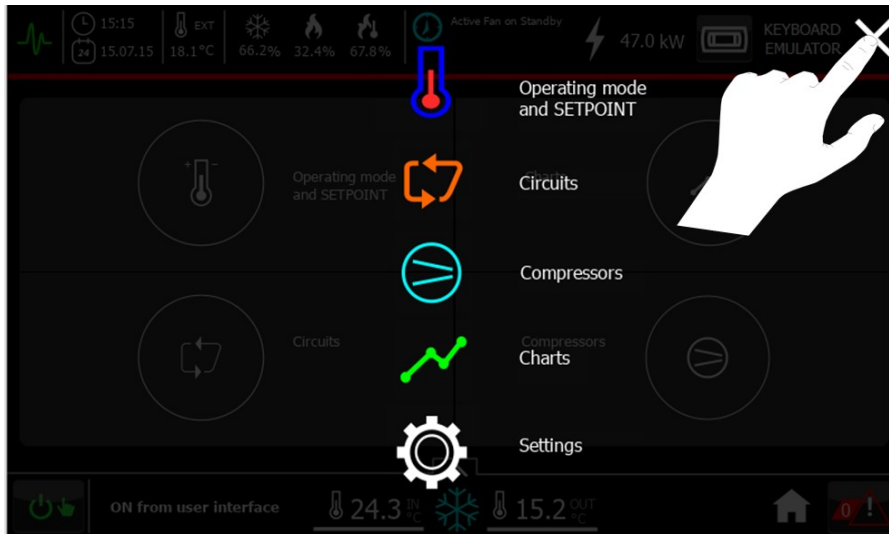 15:15
24 15.07.15
EXT
18.1°C
66.2%
32.4%
67.8%
Active Fan on Standby
47.0 kW
KEYBOARD
EMULATOR
Operating mode
and SETPOINT
Circuits
Compressors
Charts
Settings
Operating mode
and SETPOINT
Charts
Circuits
Compressors
ON from user interface
24.3 IN °C
15.2 OUT °C
0 !